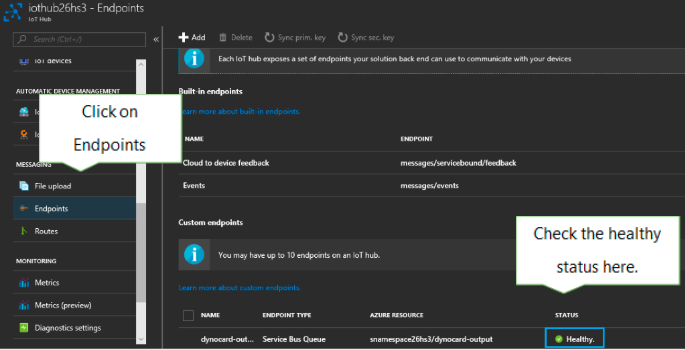 iothub26hs3 - Endpoints
IoT Hub
Search (Ctrl+/)
«
Add
Delete
Sync prim. key
Sync sec. key
IoT devices
AUTOMATIC DEVICE MANAGEMENT
Io
Io
Click on
Endpoints
MESSAGING
File upload
Endpoints
Routes
MONITORING
Metrics
Metrics (preview)
Diagnostics settings
Each IoT hub exposes a set of endpoints your solution back end can use to communicate with your devices
Built-in endpoints
Learn more about built-in endpoints.
NAME ENDPOINT
Cloud to device feedback messages/servicebound/feedback
Events messages/events
Custom endpoints
You may have up to 10 endpoints on an IoT hub.
Check the healthy
status here.
Learn more about custom endpoints.
NAME ENDPOINT TYPE AZURE RESOURCE STATUS
dynocard-out... Service Bus Queue snamespace26hs3/dynocard-output Healthy.